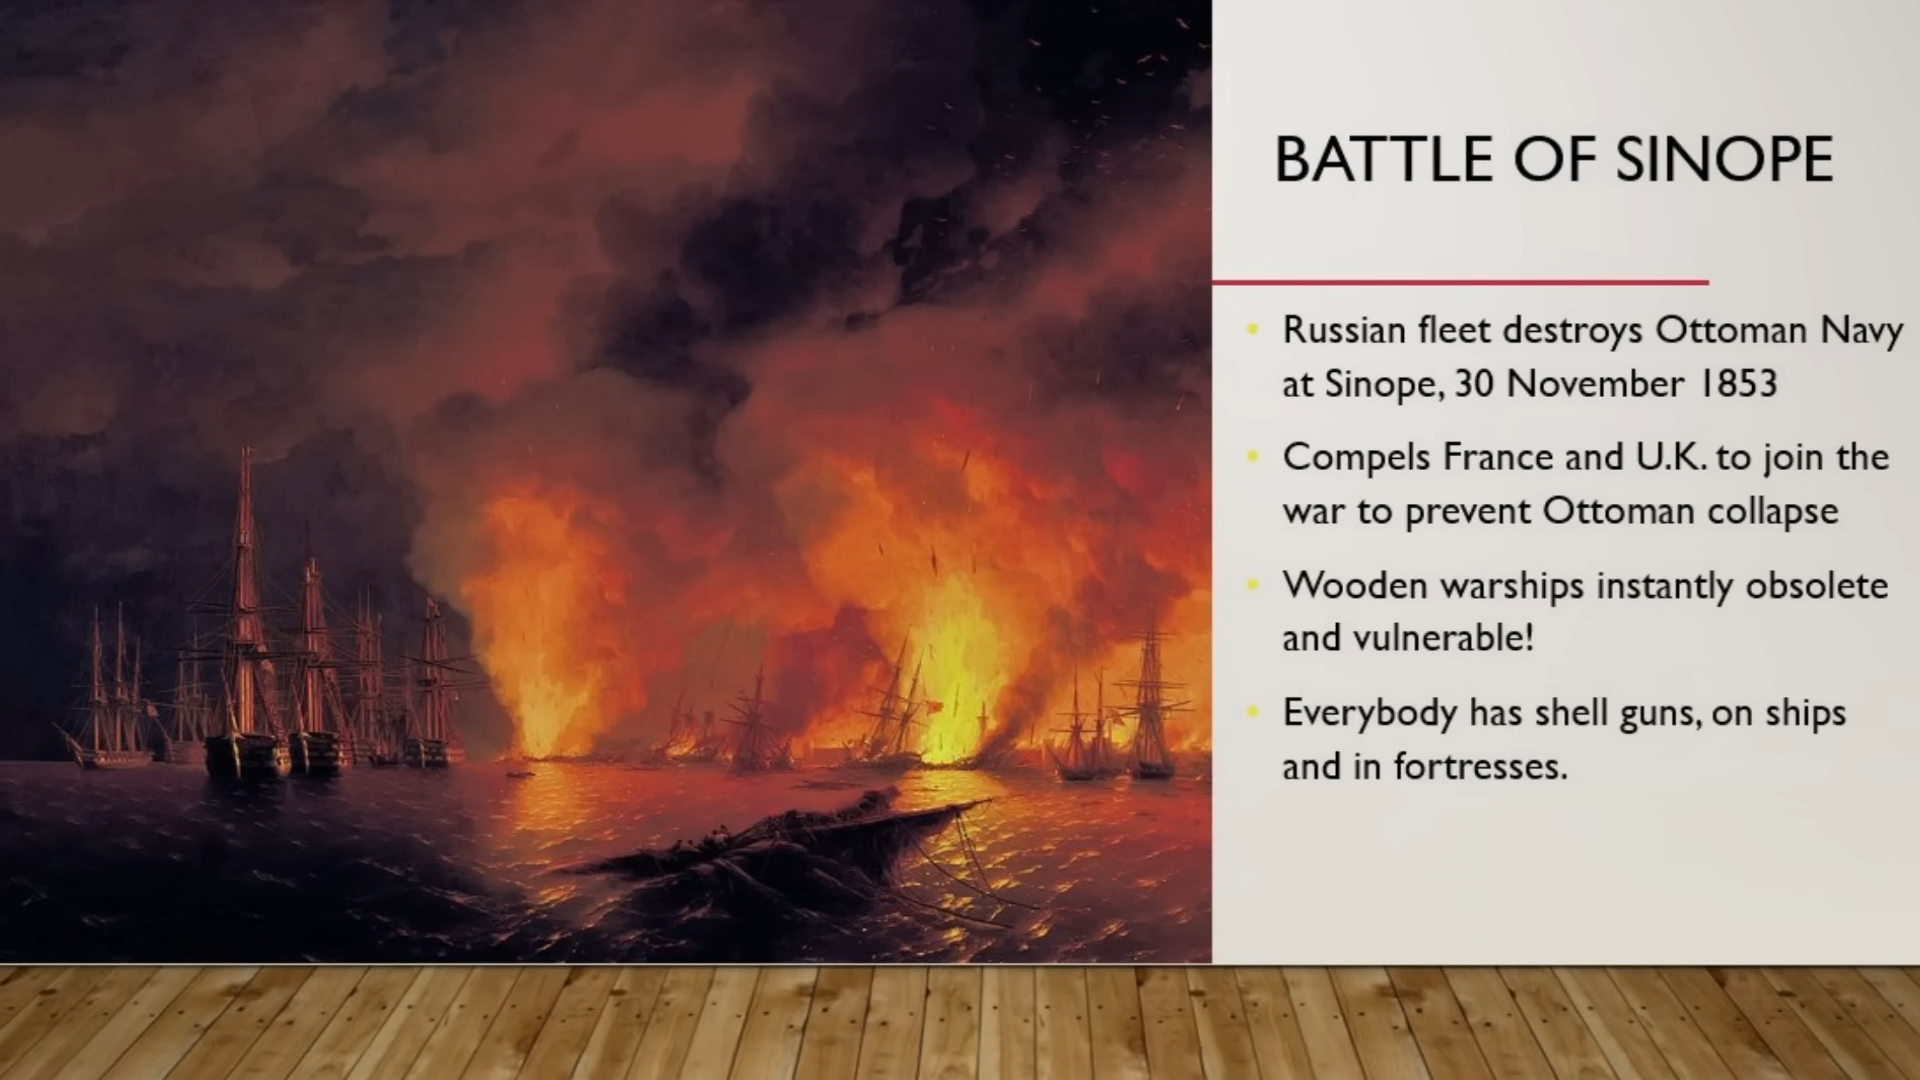 BATTLE OF SINOPE
• Russian fleet destroys Ottoman Navy
at Sinope, 30 November 1853
• Compels France and U.K. to join the
war to prevent Ottoman collapse
• Wooden warships instantly obsolete
and vulnerable!
• Everybody has shell guns, on ships
and in fortresses.